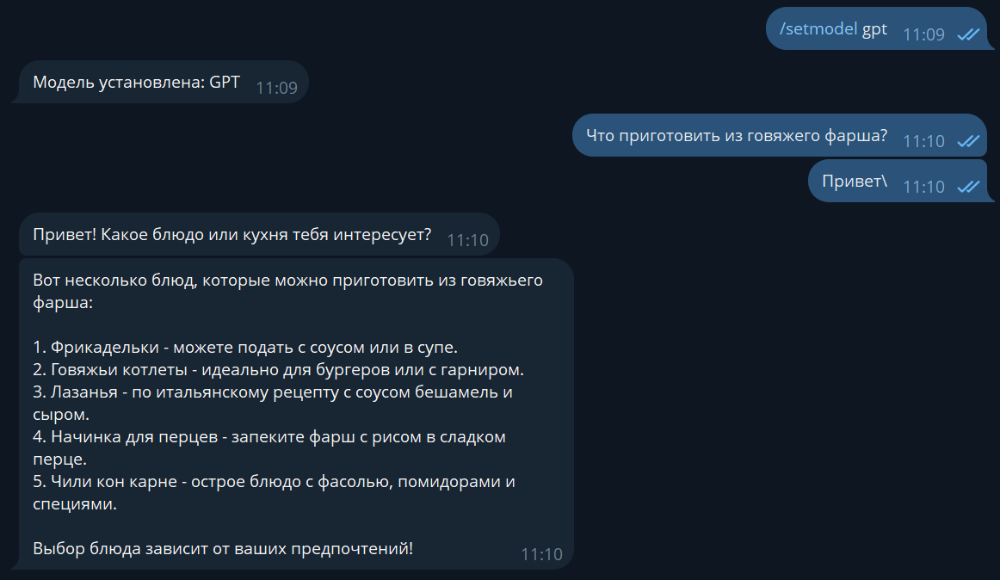 /setmodel gpt 11:09
Модель установлена: GPT 11:09
Что приготовить из говяжего фарша? 11:10
Привет\ 11:10
Привет! Какое блюдо или кухня тебя интересует? 11:10
Вот несколько блюд, которые можно приготовить из говяжьего
фарша:
1. Фрикадельки - можете подать с соусом или в супе.
2. Говяжьи котлеты - идеально для бургеров или с гарниром.
3. Лазанья - по итальянскому рецепту с соусом бешамель и
сыром.
4. Начинка для перцев - запеките фарш с рисом в сладком
перце.
5. Чили кон карне - острое блюдо с фасолью, помидорами и
специями.
Выбор блюда зависит от ваших предпочтений! 11:10